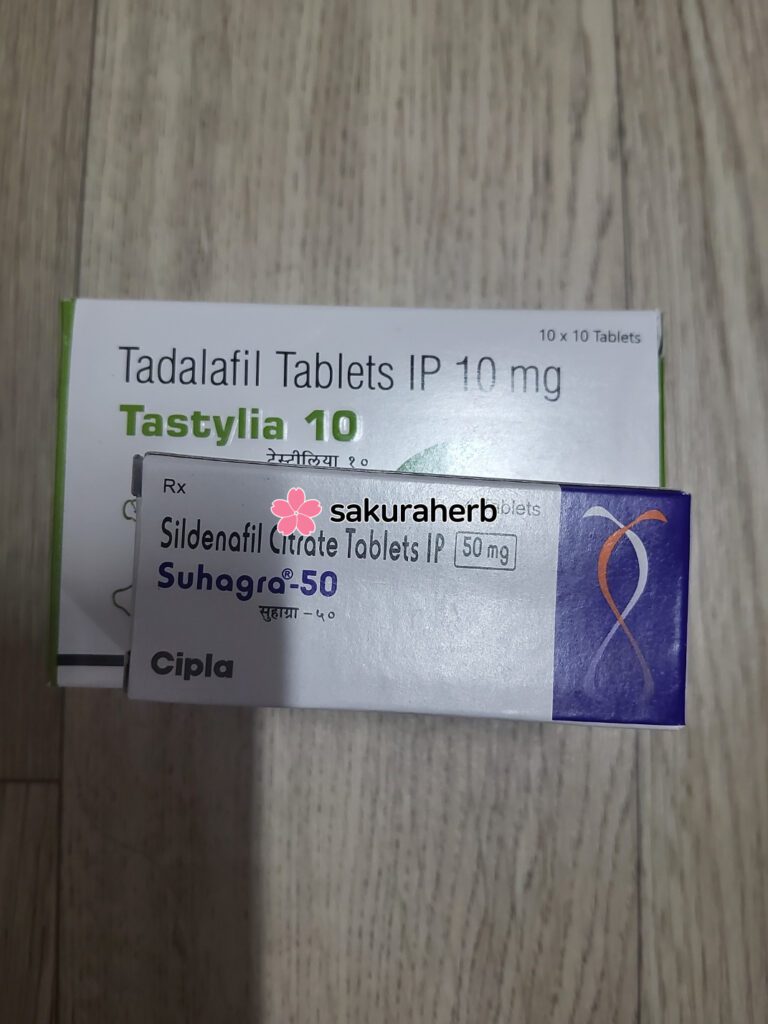 10 x 10 Tablets
Tadalafil Tablets IP 10 mg
Tastylia 10
टेस्टीलिया १०
Rx
sakuraherb
Sildenafil Citrate Tablets IP 50 mg
Suhagra®-50
सुहाग्रा – ५०
Cipla